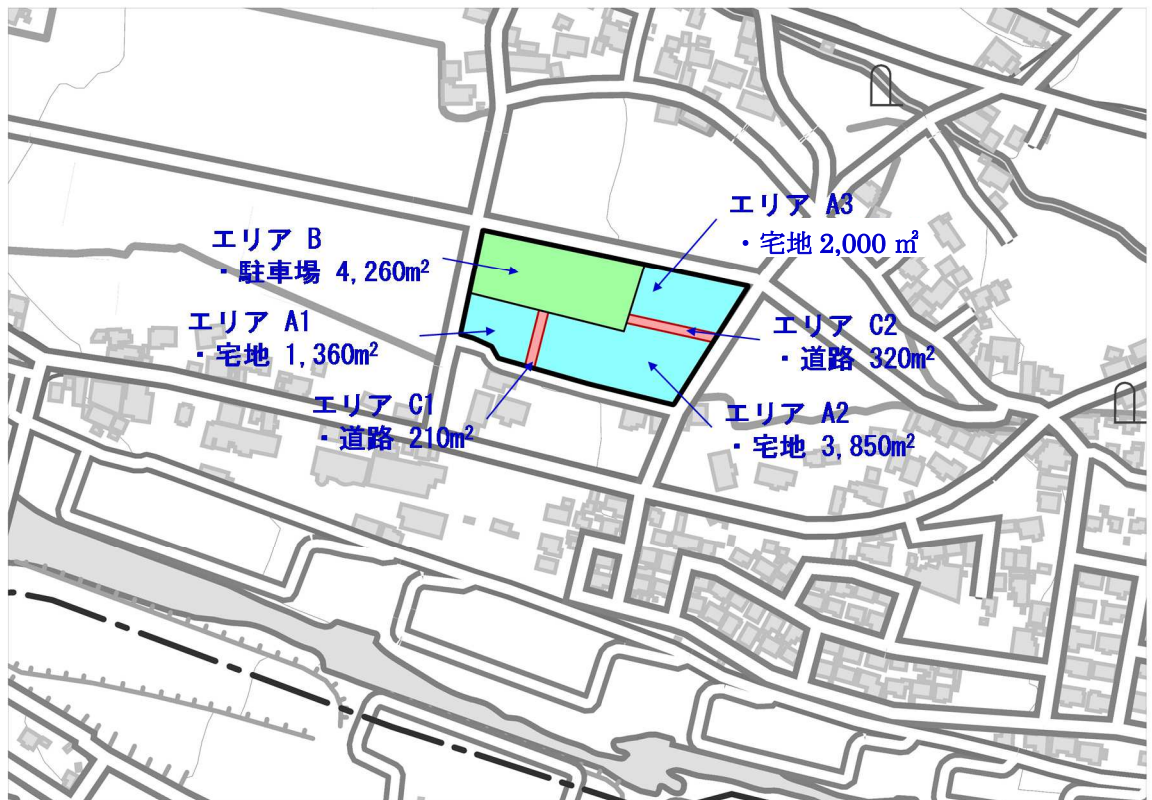 エリア A3
・宅地 2,000 ㎡
エリア B
・駐車場 4,260m²
エリア A1
・宅地 1,360m²
エリア C2
・道路 320m²
エリア C1
・道路 210m²
エリア A2
・宅地 3,850m²